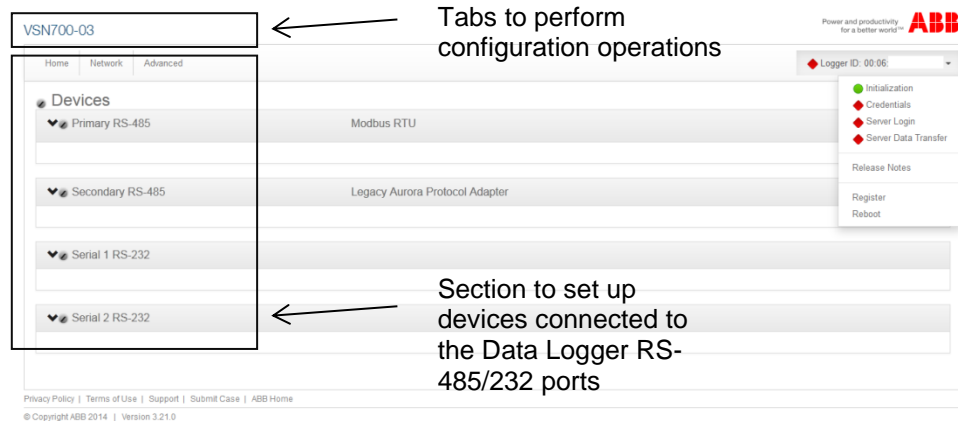 VSN700-03
Tabs to perform
configuration operations
Power and productivity
for a better world™
ABB
Home Network Advanced
Logger ID: 00:06:
Initialization
Credentials
Server Login
Server Data Transfer
Release Notes
Register
Reboot
Devices
Primary RS-485 Modbus RTU
Secondary RS-485 Legacy Aurora Protocol Adapter
Serial 1 RS-232
Serial 2 RS-232
Section to set up
devices connected to
the Data Logger RS-
485/232 ports
Privacy Policy | Terms of Use | Support | Submit Case | ABB Home
© Copyright ABB 2014 | Version 3.21.0